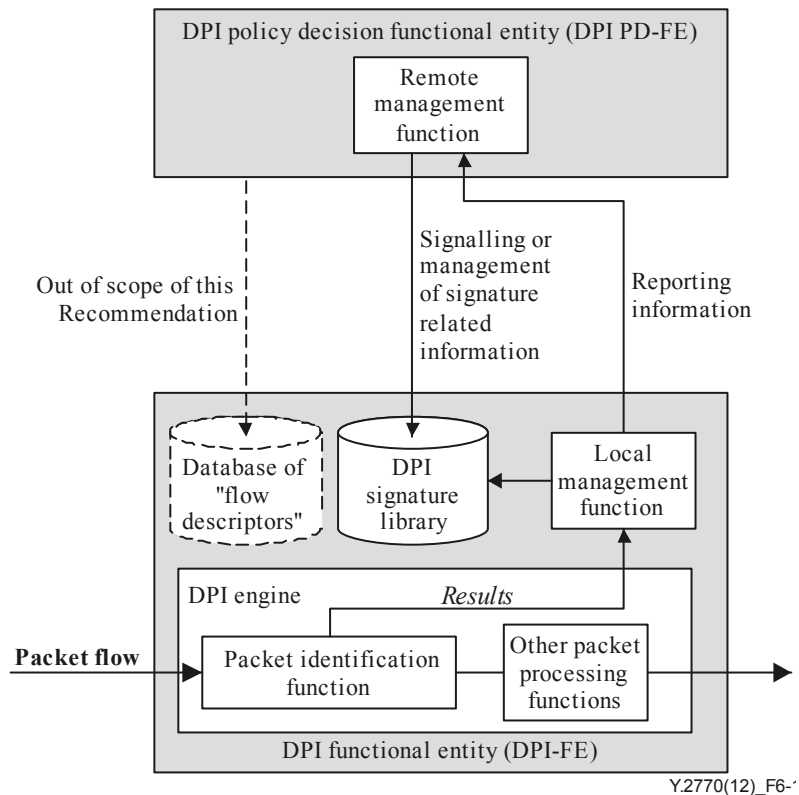 DPI policy decision functional entity (DPI PD-FE)
Remote
management
function
Signalling or
management
of signature
related
information
Out of scope of this
Recommendation
Reporting
information
Database of
"flow
descriptors"
DPI
signature
library
Local
management
function
DPI engine
Results
Packet flow
Packet identification
function
Other packet
processing
functions
DPI functional entity (DPI-FE)
Y.2770(12)_F6-1